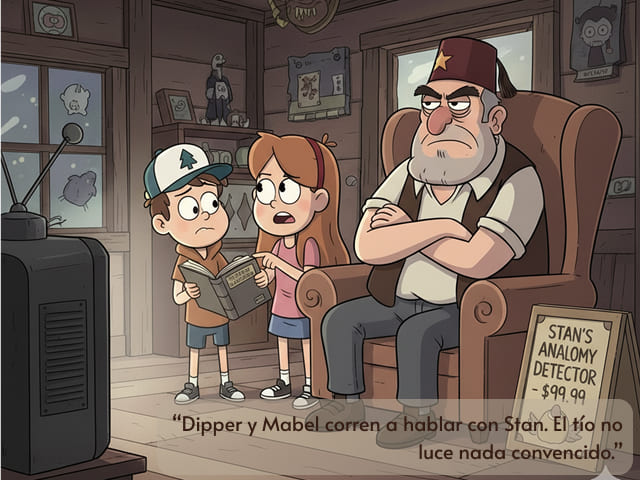 STAN'S
ANALOMY
DETECTOR
- $99.99
“Dipper y Mabel corren a hablar con Stan. El tío no
luce nada convencido.”